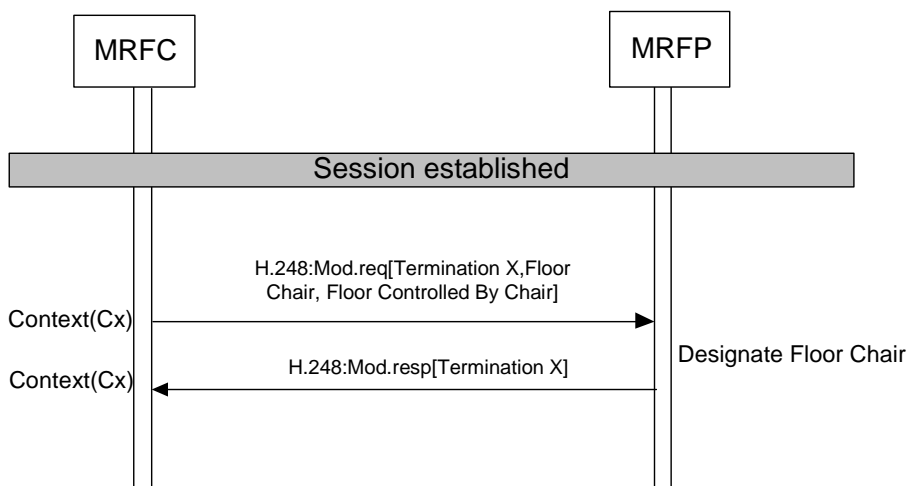 MRFC
MRFP
Session established
H.248:Mod.req[Termination X,Floor
Chair, Floor Controlled By Chair]
Context(Cx)
Designate Floor Chair
H.248:Mod.resp[Termination X]
Context(Cx)